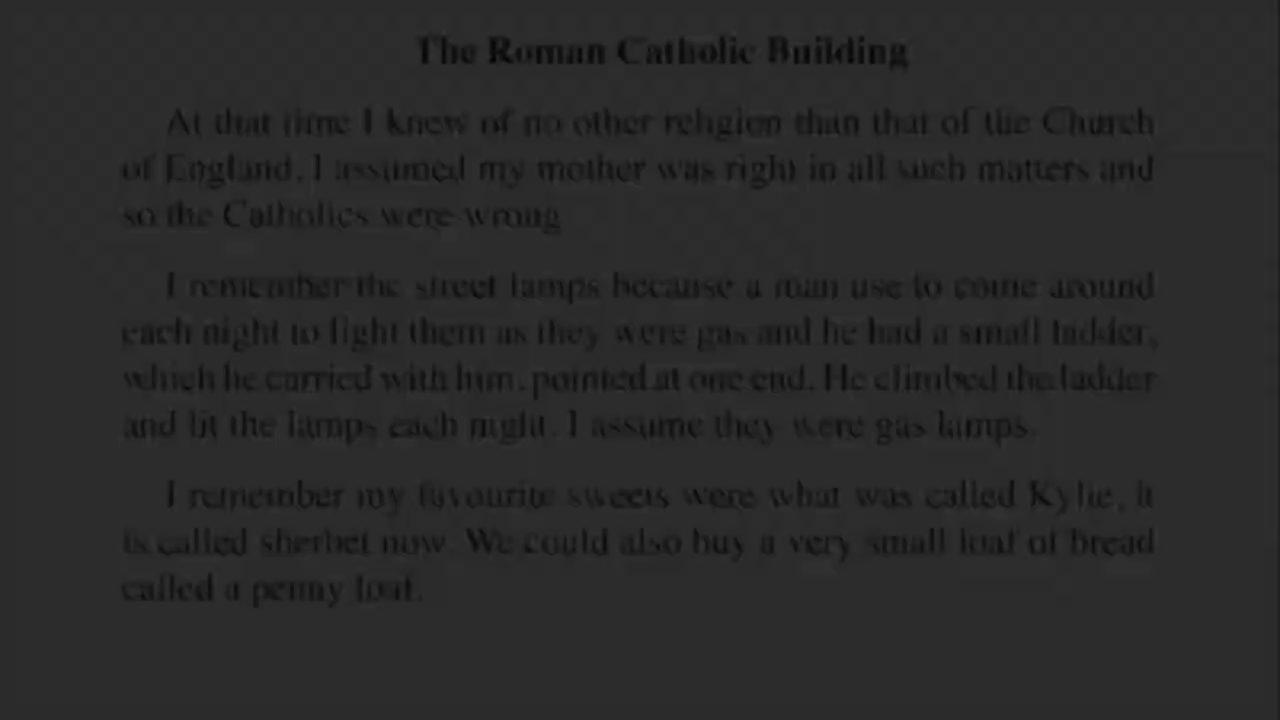 The Roman Catholic Building
At that time I knew of no other religion than that of the Church
of England. I assumed my mother was right in all such matters and
so the Catholics were wrong
I remember the street lamps because a man use to come around
each night to light them as they were gas and he had a small ladder,
which he carried with him, pointed at one end. He climbed the ladder
and lit the lamps each night. I assume they were gas lamps.
I remember my favourite sweets were what was called Kylie, it
is called sherbet now. We could also buy a very small loaf of bread
called a penny loaf.